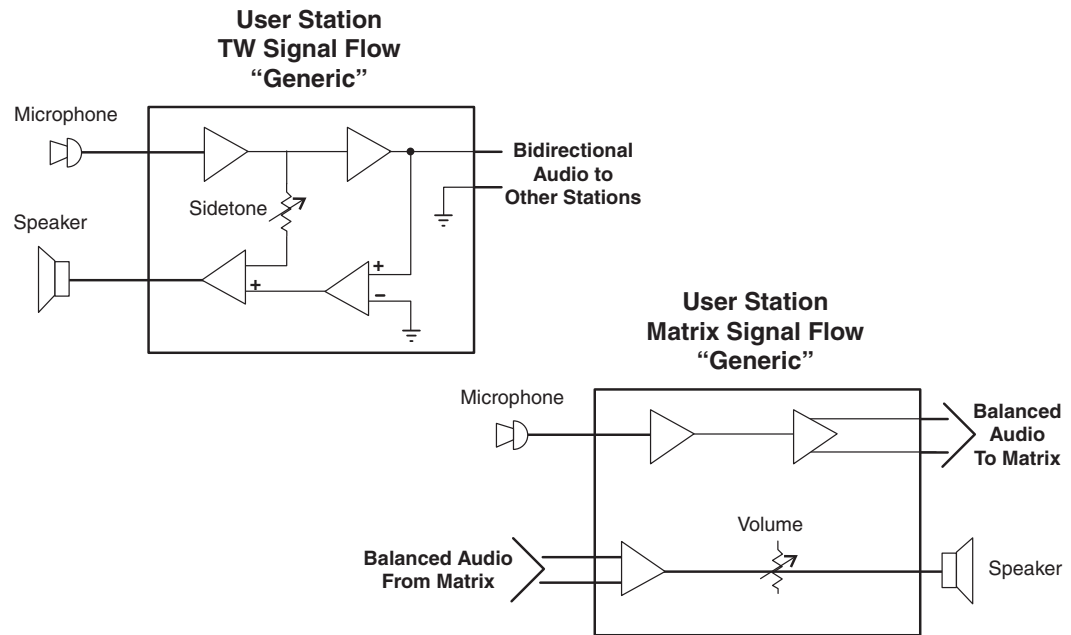 User Station
TW Signal Flow
“Generic”
Microphone
Sidetone
Speaker
+
+
–
Bidirectional
Audio to
Other Stations
User Station
Matrix Signal Flow
“Generic”
Microphone
Balanced
Audio
To Matrix
Volume
Balanced Audio
From Matrix
Speaker